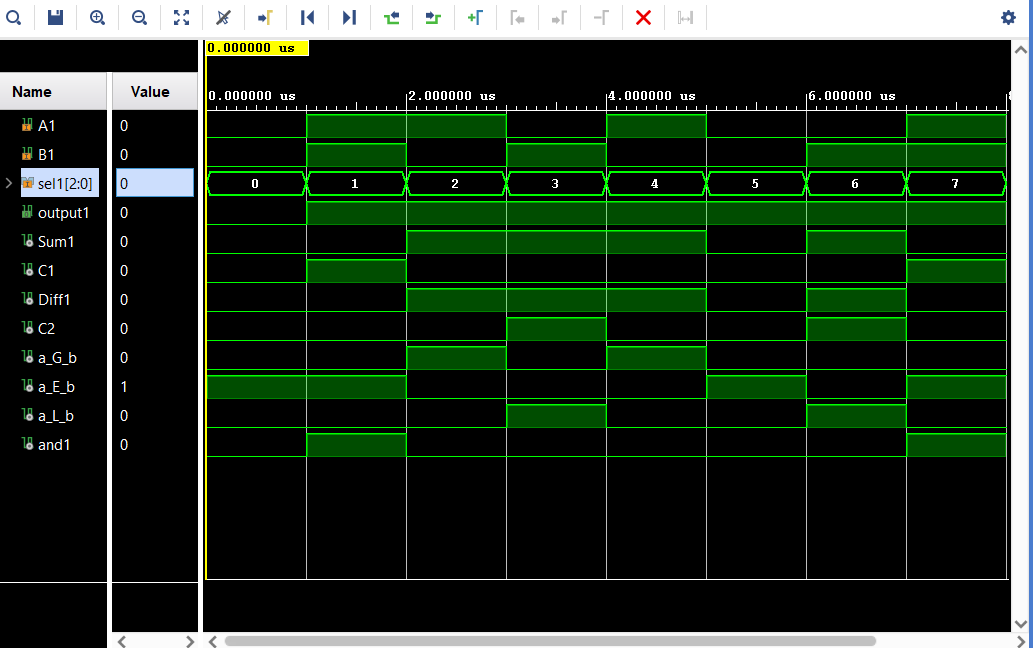 0.000000 us
0.000000 us 2.000000 us 4.000000 us 6.000000 us
Name Value
A1 0
B1 0
sel1[2:0] 0 0 1 2 3 4 5 6 7
output1 0
Sum1 0
C1 0
Diff1 0
C2 0
a_G_b 0
a_E_b 1
a_L_b 0
and1 0